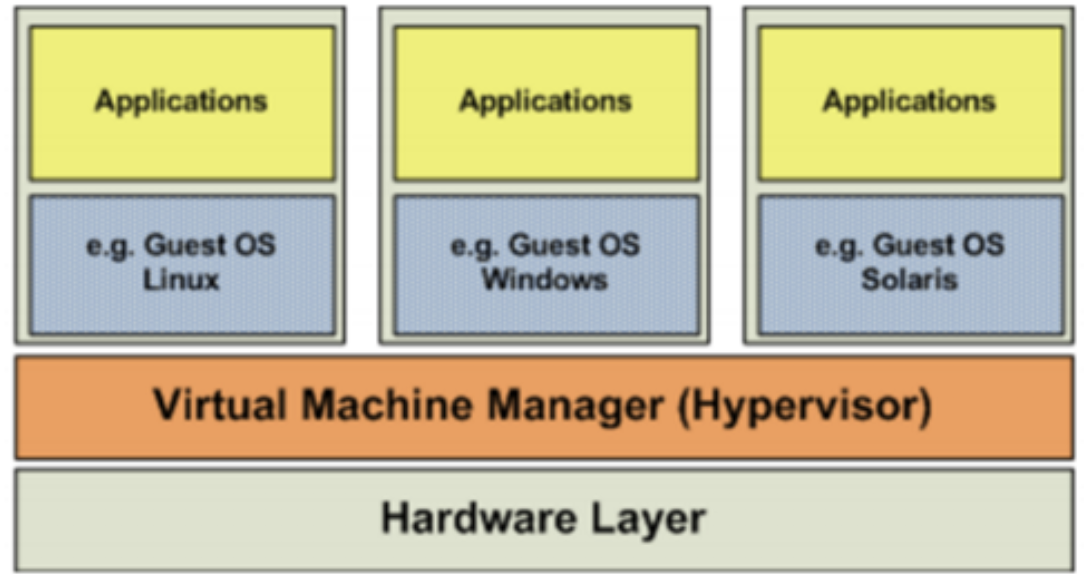 Applications
Applications
Applications
e.g. Guest OS
Linux
e.g. Guest OS
Windows
e.g. Guest OS
Solaris
Virtual Machine Manager (Hypervisor)
Hardware Layer